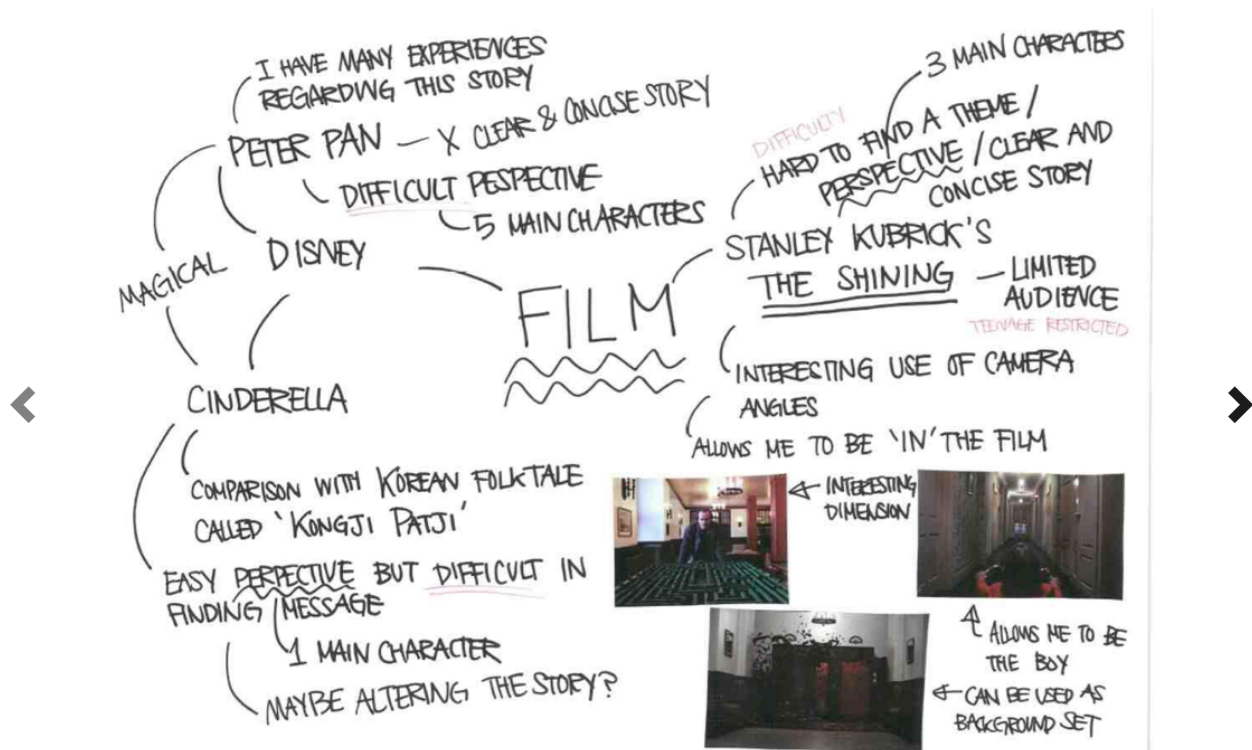 I HAVE MANY EXPERIENCES
REGARDING THIS STORY
PETER PAN — X CLEAR & CONCISE STORY
DIFFICULT PESPECTIVE
5 MAIN CHARACTERS
MAGICAL
DISNEY
FILM
CINDERELLA
COMPARISON WITH KOREAN FOLKTALE
CALLED 'KONGJI PATJI'
EASY PERPECTIVE BUT DIFFICULT IN
FINDING MESSAGE
1 MAIN CHARACTER
MAYBE ALTERING THE STORY?
3 MAIN CHARACTERS
DIFFICULTY
HARD TO FIND A THEME /
PERSPECTIVE / CLEAR AND
CONCISE STORY
STANLEY KUBRICK'S
THE SHINING
LIMITED
AUDIENCE
TEENAGE RESTRICTED
INTERESTING USE OF CAMERA
ANGLES
ALLOWS ME TO BE 'IN' THE FILM
INTERESTING
DIMENSION
ALLOWS ME TO BE
THE BOY
CAN BE USED AS
BACKGROUND SET